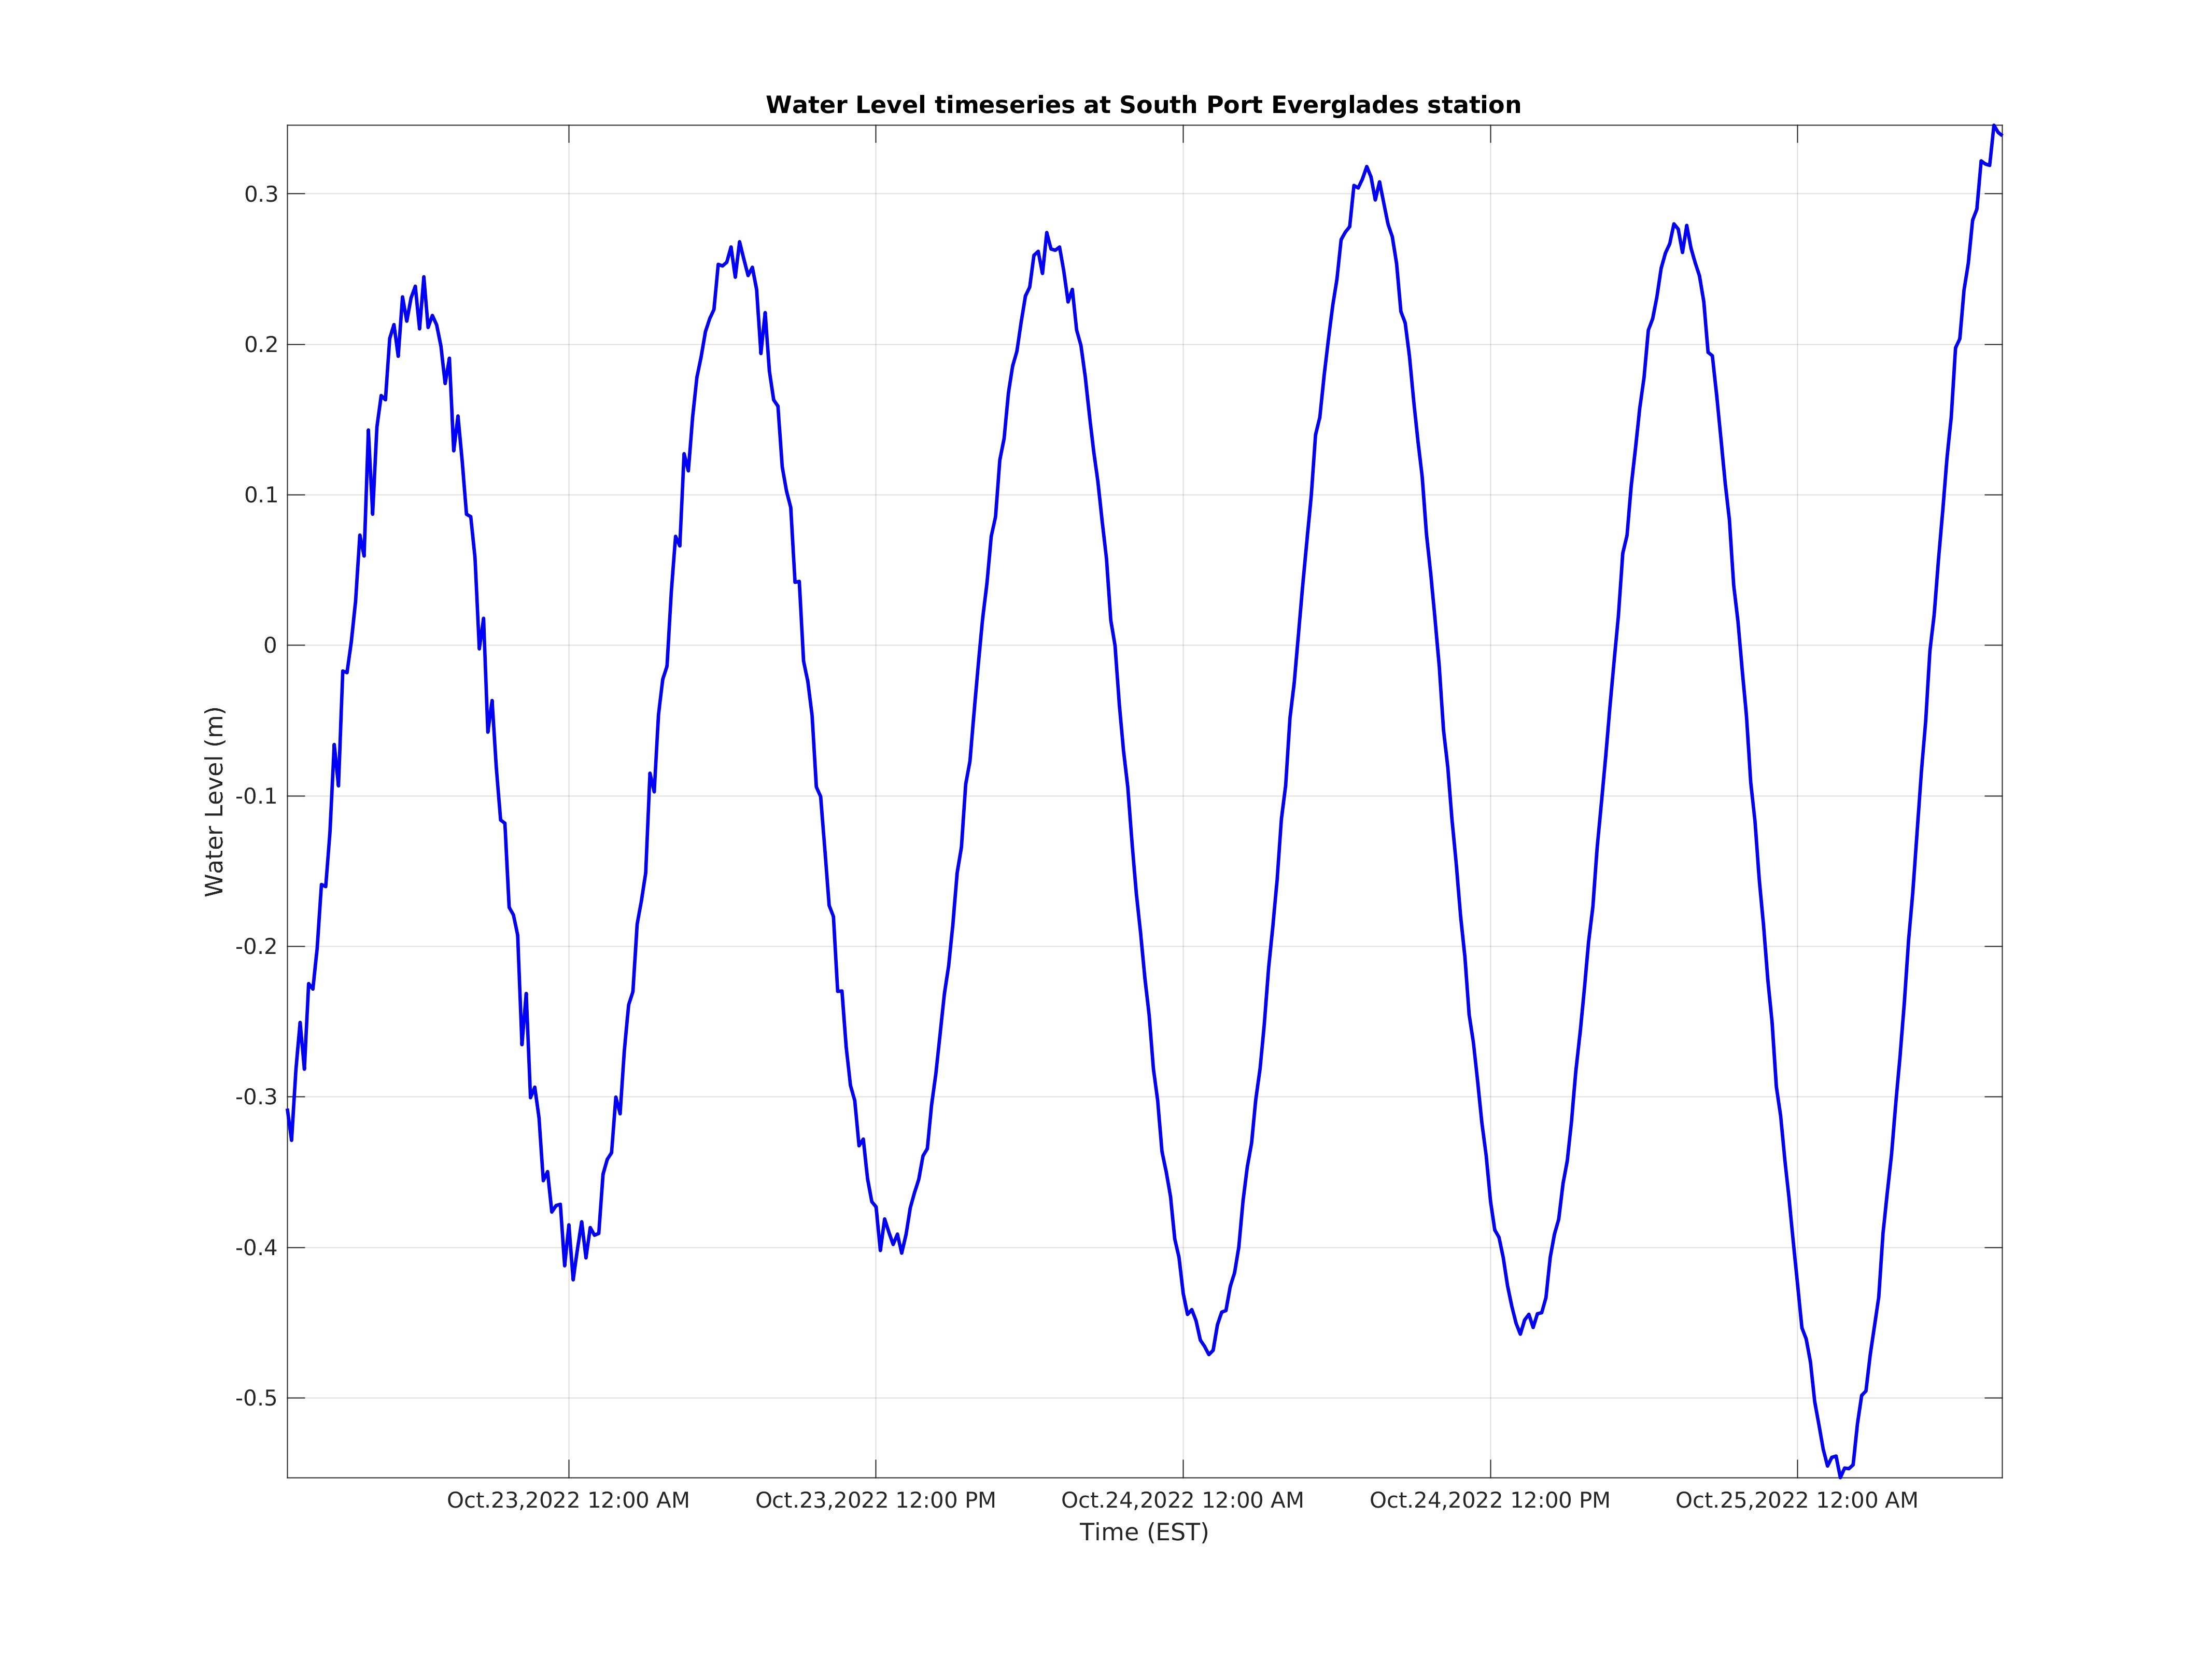 Water Level timeseries at South Port Everglades station
0.3
0.2
0.1
0
-0.1
-0.2
-0.3
-0.4
-0.5
Water Level (m)
Oct.23,2022 12:00 AM
Oct.23,2022 12:00 PM
Oct.24,2022 12:00 AM
Oct.24,2022 12:00 PM
Oct.25,2022 12:00 AM
Time (EST)